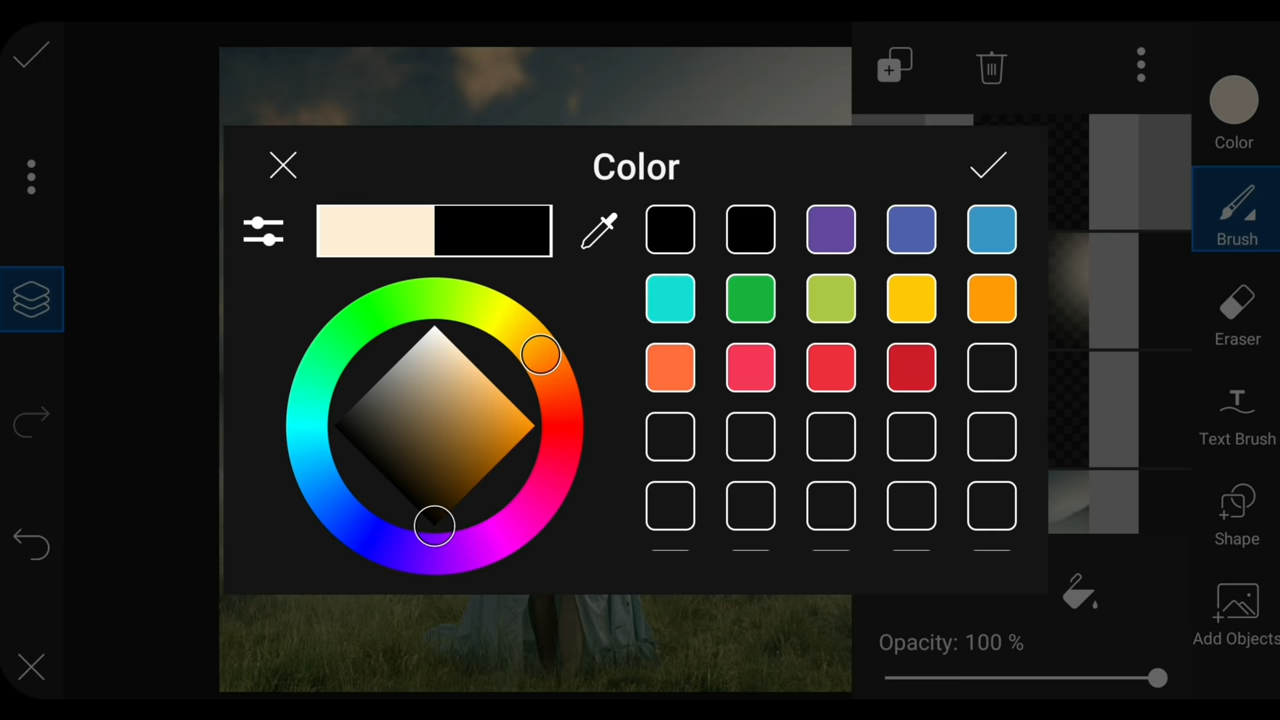 Color
Color
Brush
Eraser
Text Brush
Shape
Add Objects
Opacity: 100 %